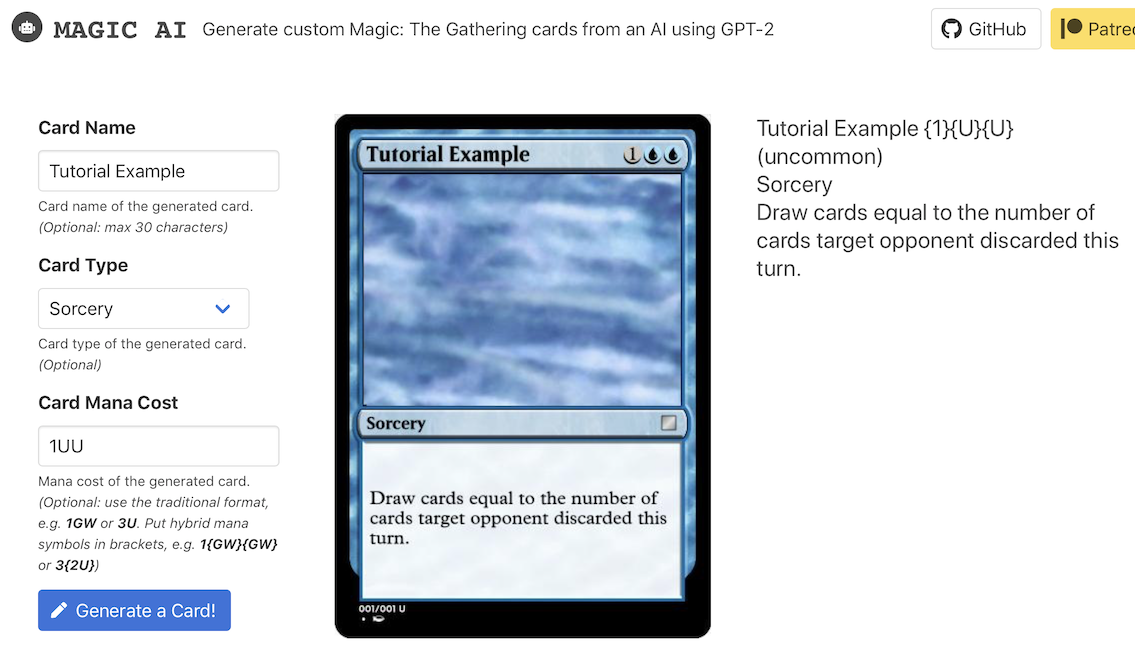 MAGIC AI Generate custom Magic: The Gathering cards from an AI using GPT-2 GitHub
Card Name
Tutorial Example
Card name of the generated card.
(Optional: max 30 characters)
Card Type
Sorcery
Card type of the generated card.
(Optional)
Card Mana Cost
1UU
Mana cost of the generated card.
(Optional: use the traditional format,
e.g. 1GW or 3U. Put hybrid mana
symbols in brackets, e.g. 1{GW}{GW}
or 3{2U})
Generate a Card!
Tutorial Example 1
Sorcery
Draw cards equal to the number of
cards target opponent discarded this
turn.
001/001 U
Tutorial Example {1}{U}{U}
(uncommon)
Sorcery
Draw cards equal to the number of
cards target opponent discarded this
turn.